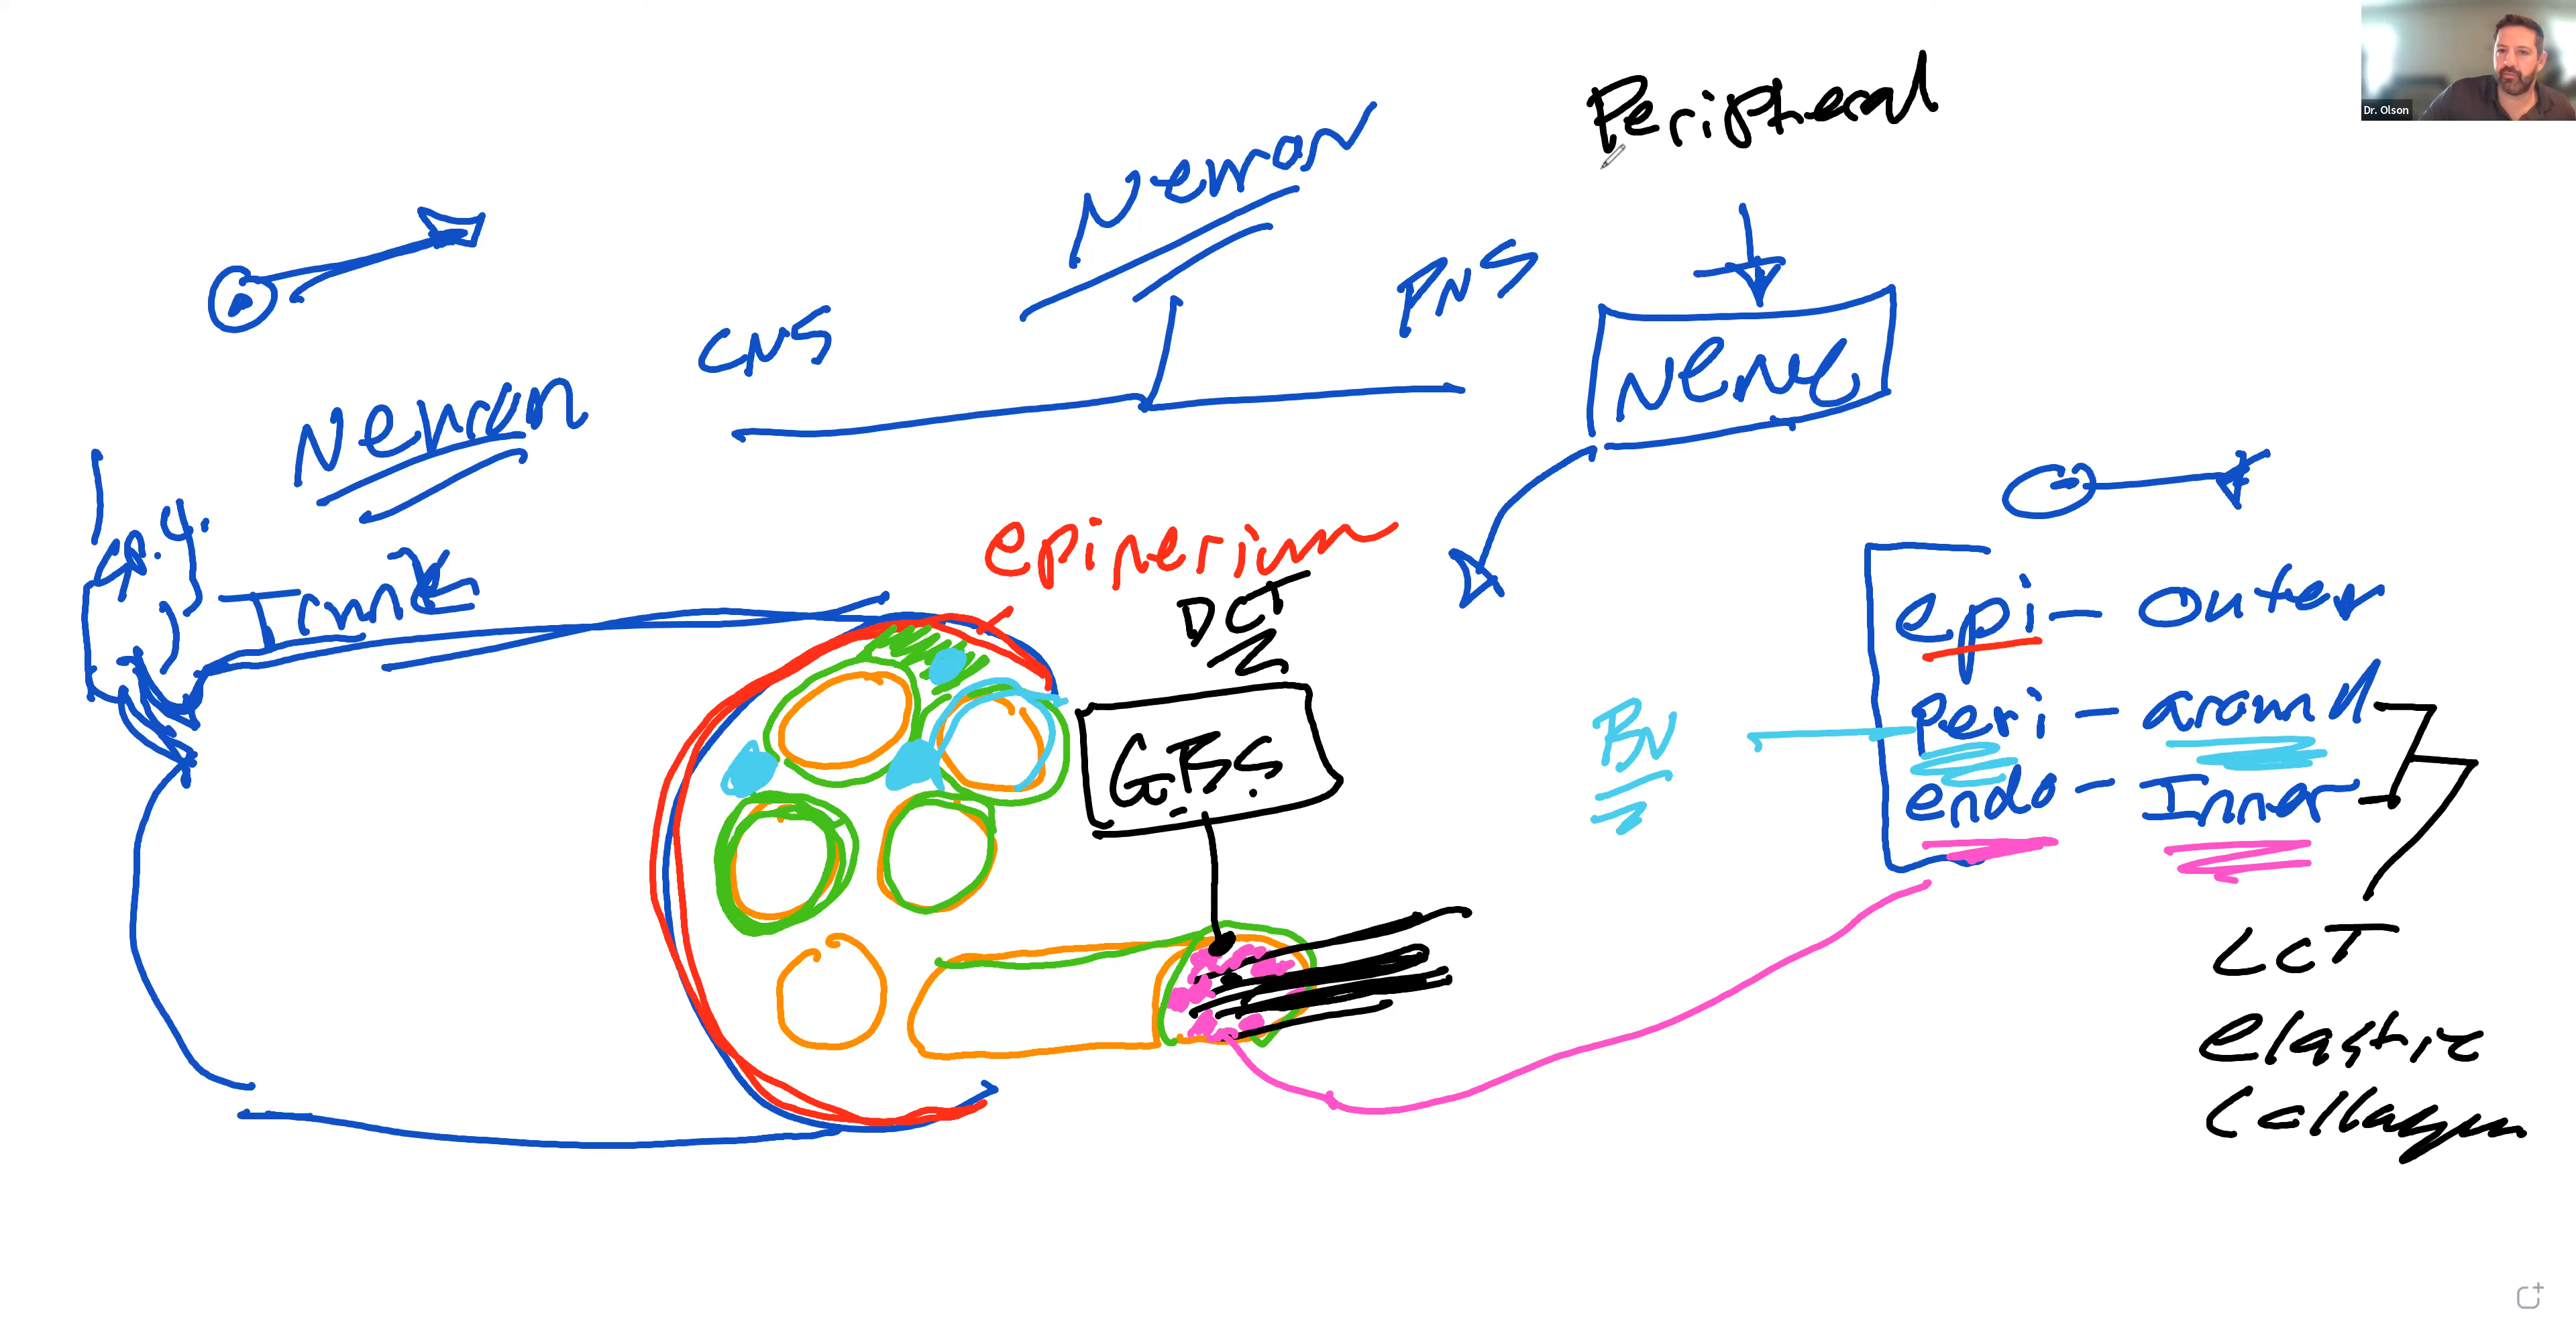 Dr. Olson
Peripheral
Neuron
PNS
CNS
Nerve
Neuron
epinerium
DCT
epi - outer
peri - around
endo - Inner
BV
G.B.S.
LCT
elastic
collagen